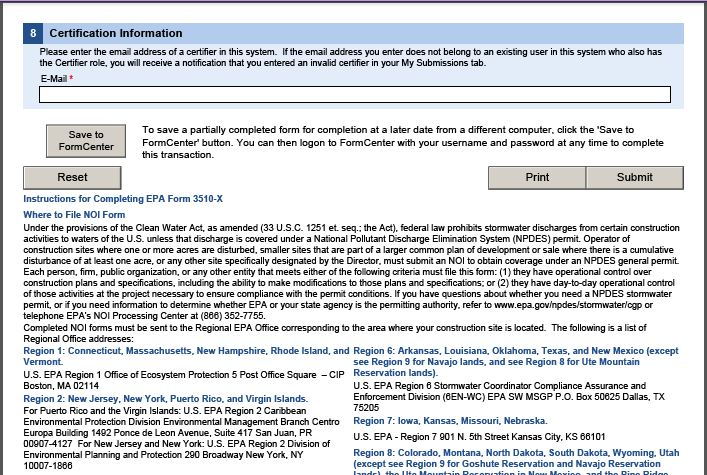 8 Certification Information
Please enter the email address of a certifier in this system. If the email address you enter does not belong to an existing user in this system who also has
the Certifier role, you will receive a notification that you entered an invalid certifier in your My Submissions tab.
E-Mail *
Save to
FormCenter
To save a partially completed form for completion at a later date from a different computer, click the 'Save to
FormCenter' button. You can then logon to FormCenter with your username and password at any time to complete
this transaction.
Reset
Print
Submit
Instructions for Completing EPA Form 3510-X
Where to File NOI Form
Under the provisions of the Clean Water Act, as amended (33 U.S.C. 1251 et. seq.; the Act), federal law prohibits stormwater discharges from certain construction
activities to waters of the U.S. unless that discharge is covered under a National Pollutant Discharge Elimination System (NPDES) permit. Operator of
construction sites where one or more acres are disturbed, smaller sites that are part of a larger common plan of development or sale where there is a cumulative
disturbance of at least one acre, or any other site specifically designated by the Director, must submit an NOI to obtain coverage under an NPDES general permit.
Each person, firm, public organization, or any other entity that meets either of the following criteria must file this form: (1) they have operational control over
construction plans and specifications, including the ability to make modifications to those plans and specifications; or (2) they have day-to-day operational control
of those activities at the project necessary to ensure compliance with the permit conditions. If you have questions about whether you need a NPDES stormwater
permit, or if you need information to determine whether EPA or your state agency is the permitting authority, refer to www.epa.gov/npdes/stormwater/cgp or
telephone EPA's NOI Processing Center at (866) 352-7755.
Completed NOI forms must be sent to the Regional EPA Office corresponding to the area where your construction site is located. The following is a list of
Regional Office addresses:
Region 1: Connecticut, Massachusetts, New Hampshire, Rhode Island, and
Vermont.
U.S. EPA Region 1 Office of Ecosystem Protection 5 Post Office Square – CIP
Boston, MA 02114
Region 2: New Jersey, New York, Puerto Rico, and Virgin Islands.
For Puerto Rico and the Virgin Islands: U.S. EPA Region 2 Caribbean
Environmental Protection Division Environmental Management Branch Centro
Europa Building 1492 Ponce de Leon Avenue, Suite 417 San Juan, PR
00907-4127 For New Jersey and New York: U.S. EPA Region 2 Division of
Environmental Planning and Protection 290 Broadway New York, NY
10007-1866
Region 6: Arkansas, Louisiana, Oklahoma, Texas, and New Mexico (except
see Region 9 for Navajo lands, and see Region 8 for Ute Mountain
Reservation lands).
U.S. EPA Region 6 Stormwater Coordinator Compliance Assurance and
Enforcement Division (6EN-WC) EPA SW MSGP P.O. Box 50625 Dallas, TX
75205
Region 7: Iowa, Kansas, Missouri, Nebraska.
U.S. EPA - Region 7 901 N. 5th Street Kansas City, KS 66101
Region 8: Colorado, Montana, North Dakota, South Dakota, Wyoming, Utah
(except see Region 9 for Goshute Reservation and Navajo Reservation
lands), the Ute Mountain Reservation in New Mexico, and the Pine Ridge